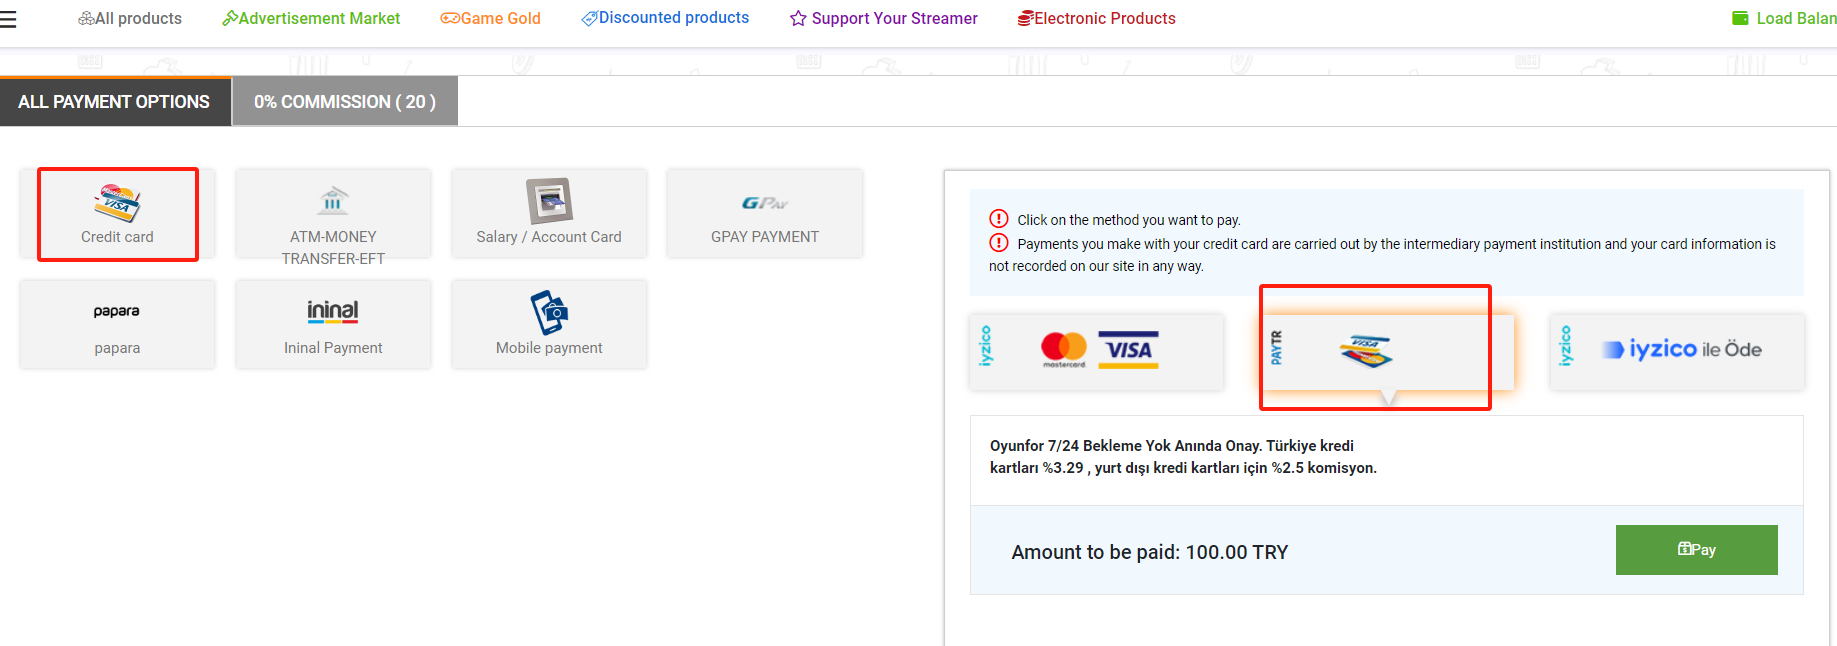 All products
Advertisement Market
Game Gold
Discounted products
Support Your Streamer
Electronic Products
Load Balan
ALL PAYMENT OPTIONS
0% COMMISSION ( 20 )
VISA
Credit card
ATM-MONEY
TRANSFER-EFT
Salary / Account Card
GPAY
GPAY PAYMENT
papara
papara
ininal
Ininal Payment
Mobile payment
Click on the method you want to pay.
Payments you make with your credit card are carried out by the intermediary payment institution and your card information is
not recorded on our site in any way.
iyzico
mastercard
VISA
PAYTR
VISA
iyzico
iyzico ile Öde
Oyunfor 7/24 Bekleme Yok Anında Onay. Türkiye kredi
kartları %3.29 , yurt dışı kredi kartları için %2.5 komisyon.
Amount to be paid: 100.00 TRY
Pay